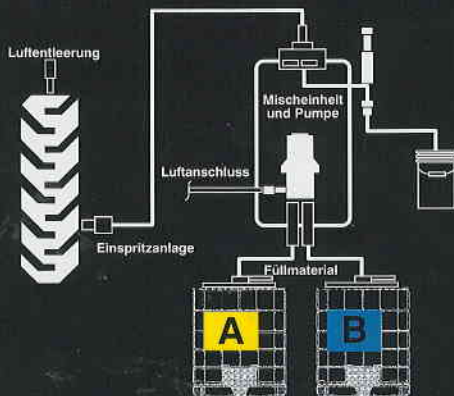 Luftentleerung
Mischeinheit
und Pumpe
Luftanschluss
Einspritzanlage
Füllmaterial
A
B